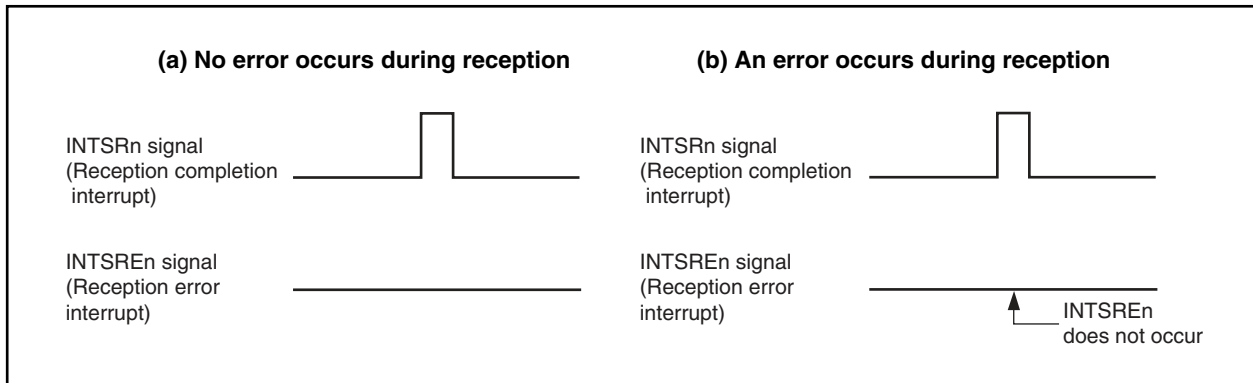 (a) No error occurs during reception
INTSRn signal
(Reception completion
interrupt)
INTSREn signal
(Reception error
interrupt)
(b) An error occurs during reception
INTSRn signal
(Reception completion
interrupt)
INTSREn signal
(Reception error
interrupt)
INTSREn
does not occur